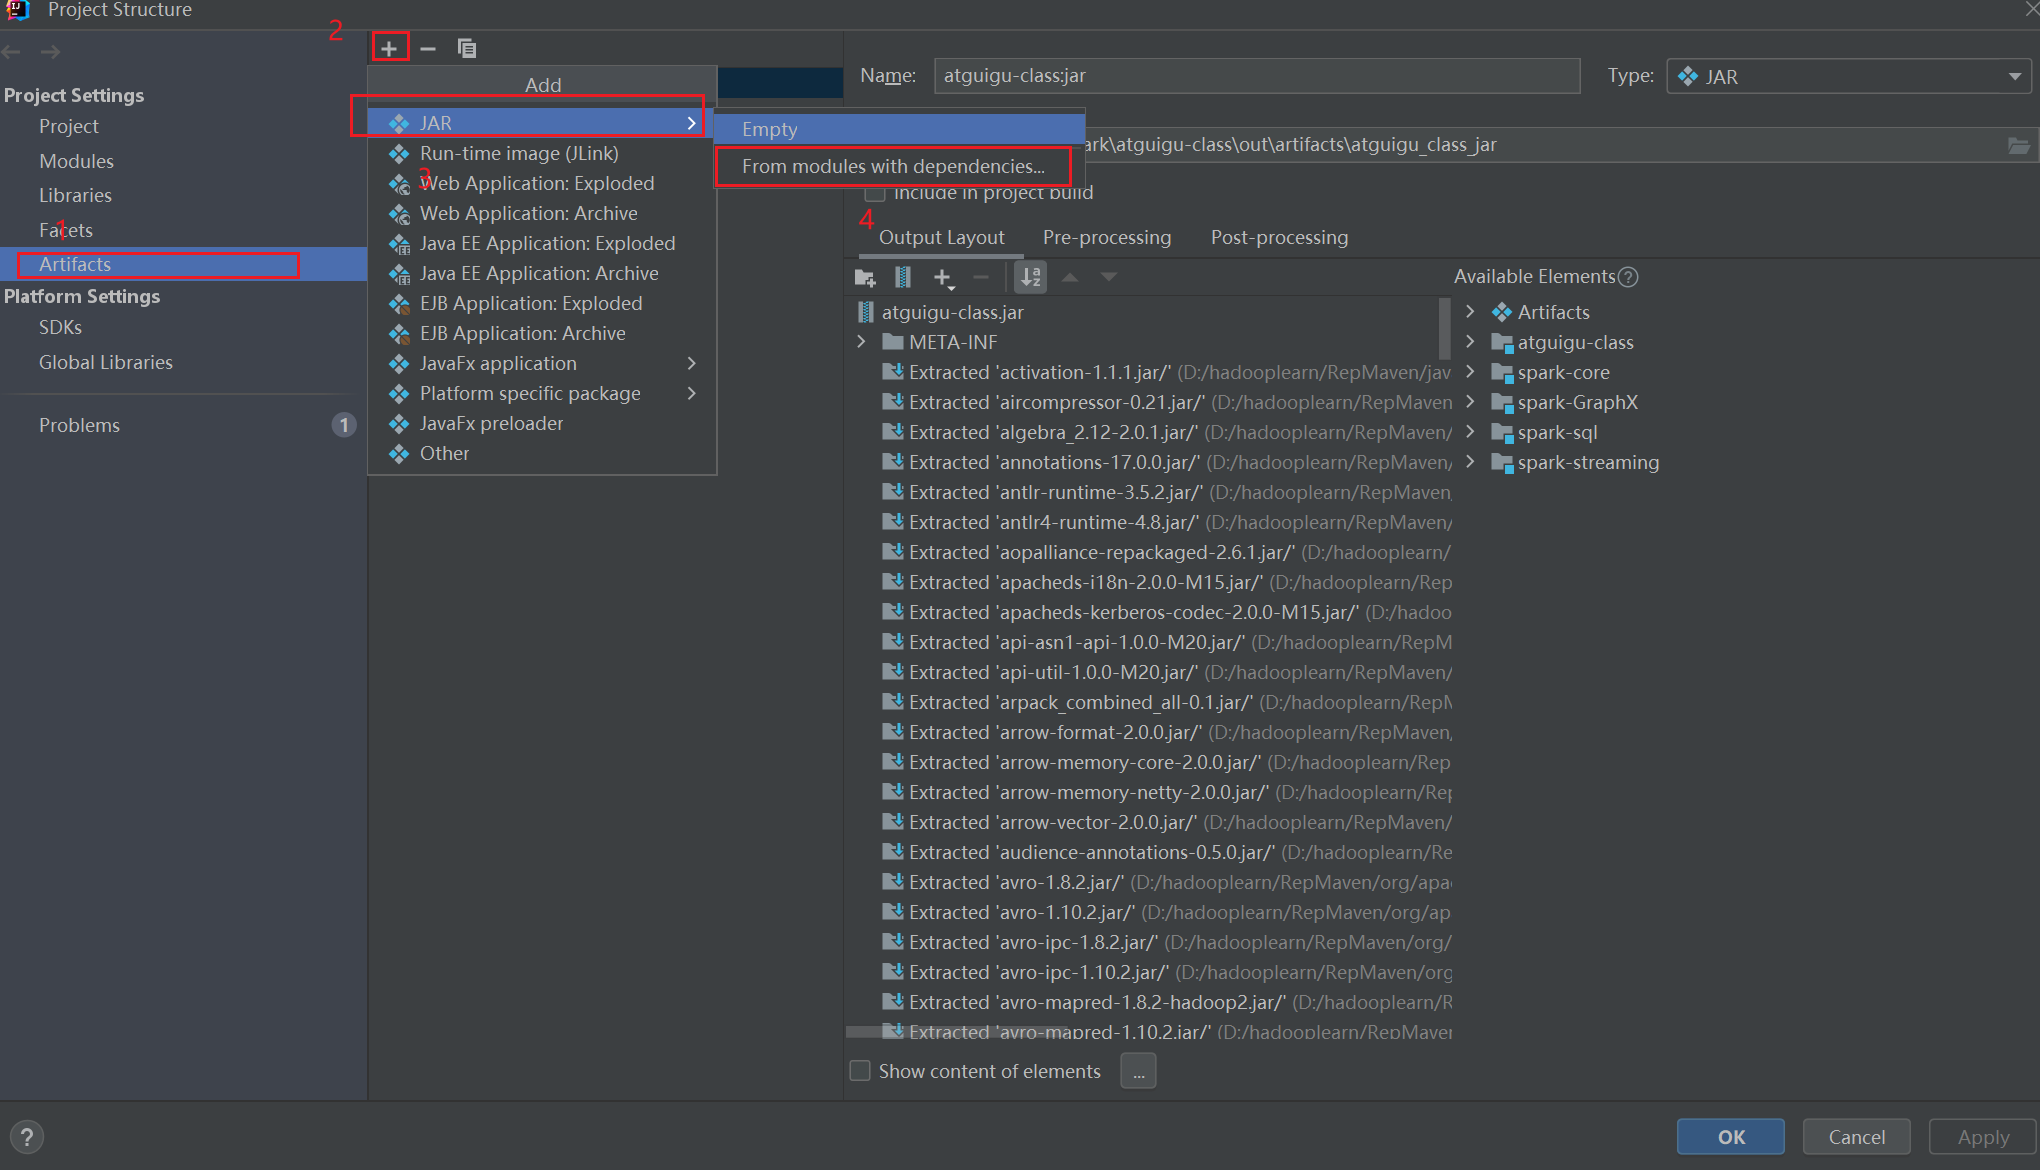 Project Structure
Project Settings
Project
Modules
Libraries
Facets
1
Artifacts
Platform Settings
SDKs
Global Libraries
Problems
1
2
Add
JAR
Run-time image (JLink)
3
Web Application: Exploded
Web Application: Archive
Java EE Application: Exploded
Java EE Application: Archive
EJB Application: Exploded
EJB Application: Archive
JavaFx application
Platform specific package
JavaFx preloader
Other
Empty
From modules with dependencies...
Name:
atguigu-class:jar
Type:
JAR
ark\atguigu-class\out\artifacts\atguigu_class_jar
Include in project build
4
Output Layout
Pre-processing
Post-processing
Available Elements
atguigu-class.jar
META-INF
Extracted 'activation-1.1.1.jar/' (D:/hadooplearn/RepMaven/jav
Extracted 'aircompressor-0.21.jar/' (D:/hadooplearn/RepMaven
Extracted 'algebra_2.12-2.0.1.jar/' (D:/hadooplearn/RepMaven/
Extracted 'annotations-17.0.0.jar/' (D:/hadooplearn/RepMaven/
Extracted 'antlr-runtime-3.5.2.jar/' (D:/hadooplearn/RepMaven
Extracted 'antlr4-runtime-4.8.jar/' (D:/hadooplearn/RepMaven/
Extracted 'aopalliance-repackaged-2.6.1.jar/' (D:/hadooplearn/
Extracted 'apacheds-i18n-2.0.0-M15.jar/' (D:/hadooplearn/Rep
Extracted 'apacheds-kerberos-codec-2.0.0-M15.jar/' (D:/hadoo
Extracted 'api-asn1-api-1.0.0-M20.jar/' (D:/hadooplearn/RepM
Extracted 'api-util-1.0.0-M20.jar/' (D:/hadooplearn/RepMaven/
Extracted 'arpack_combined_all-0.1.jar/' (D:/hadooplearn/RepM
Extracted 'arrow-format-2.0.0.jar/' (D:/hadooplearn/RepMaven
Extracted 'arrow-memory-core-2.0.0.jar/' (D:/hadooplearn/Rep
Extracted 'arrow-memory-netty-2.0.0.jar/' (D:/hadooplearn/Rep
Extracted 'arrow-vector-2.0.0.jar/' (D:/hadooplearn/RepMaven/
Extracted 'audience-annotations-0.5.0.jar/' (D:/hadooplearn/Re
Extracted 'avro-1.8.2.jar/' (D:/hadooplearn/RepMaven/org/apa
Extracted 'avro-1.10.2.jar/' (D:/hadooplearn/RepMaven/org/ap
Extracted 'avro-ipc-1.8.2.jar/' (D:/hadooplearn/RepMaven/org/
Extracted 'avro-ipc-1.10.2.jar/' (D:/hadooplearn/RepMaven/org
Extracted 'avro-mapred-1.8.2-hadoop2.jar/' (D:/hadooplearn/R
Extracted 'avro-mapred-1.10.2.jar/' (D:/hadooplearn/RepMaven
Artifacts
atguigu-class
spark-core
spark-GraphX
spark-sql
spark-streaming
Show content of elements
...
?
OK
Cancel
Apply